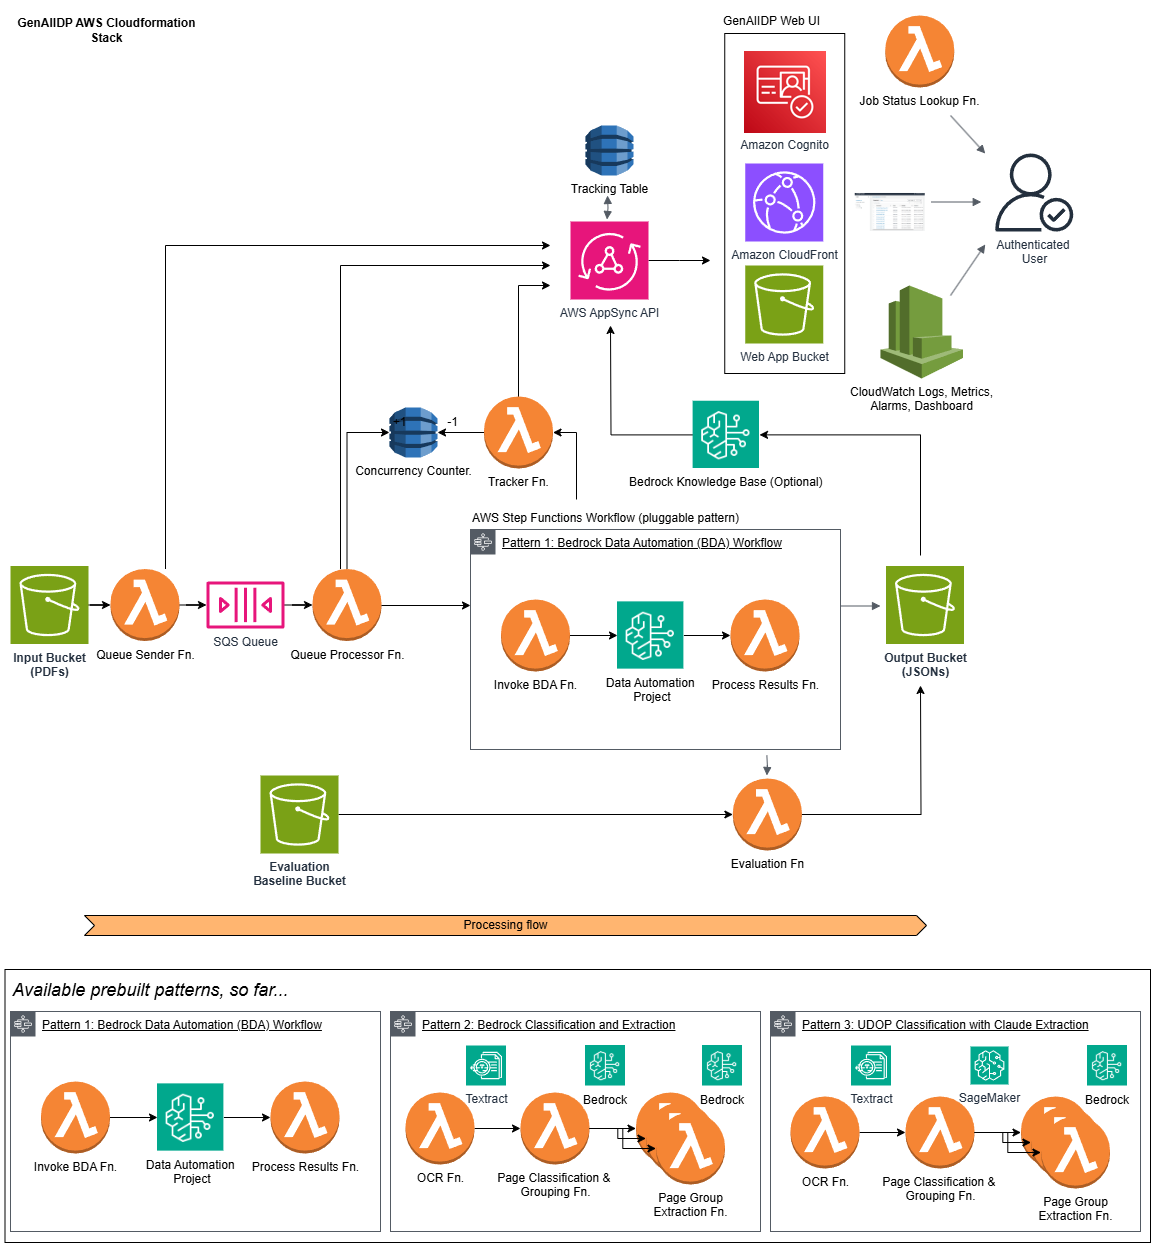 GenAIIDP AWS Cloudformation
Stack
GenAIIDP Web UI
Job Status Lookup Fn.
Amazon Cognito
Tracking Table
Amazon CloudFront
Authenticated
User
AWS AppSync API
Web App Bucket
CloudWatch Logs, Metrics,
Alarms, Dashboard
+1
-1
Concurrency Counter.
Tracker Fn.
Bedrock Knowledge Base (Optional)
AWS Step Functions Workflow (pluggable pattern)
Pattern 1: Bedrock Data Automation (BDA) Workflow
Input Bucket
(PDFs)
Queue Sender Fn.
SQS Queue
Queue Processor Fn.
Invoke BDA Fn.
Data Automation
Project
Process Results Fn.
Output Bucket
(JSONs)
Evaluation
Baseline Bucket
Evaluation Fn
Processing flow
Available prebuilt patterns, so far...
Pattern 1: Bedrock Data Automation (BDA) Workflow
Invoke BDA Fn.
Data Automation
Project
Process Results Fn.
Pattern 2: Bedrock Classification and Extraction
Textract
Bedrock
Bedrock
OCR Fn.
Page Classification &
Grouping Fn.
Page Group
Extraction Fn.
Pattern 3: UDOP Classification with Claude Extraction
Textract
SageMaker
Bedrock
OCR Fn.
Page Classification &
Grouping Fn.
Page Group
Extraction Fn.